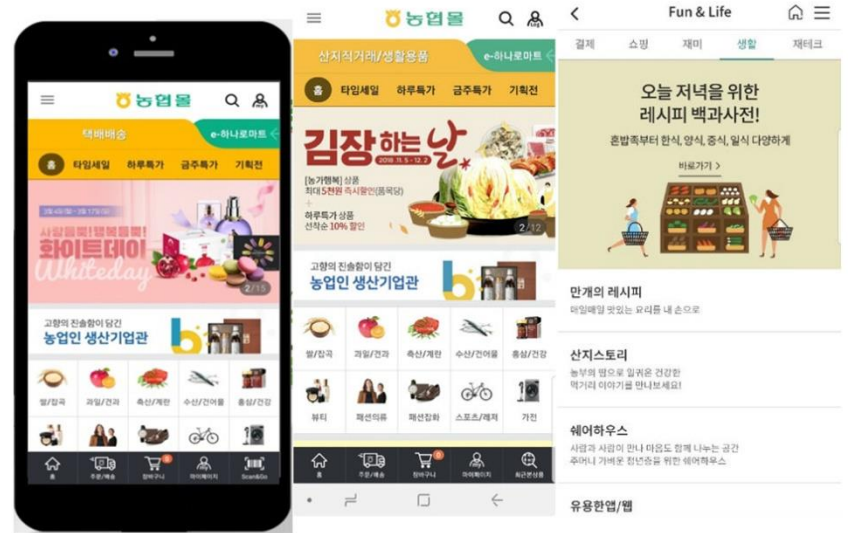 농협몰
택배배송
e-하나로마트
홈
타임세일
하루특가
금주특가
기획전
사랑듬뿍! 행복듬뿍!
화이트데이
Whiteday
2/15
고향의 진솔함이 담긴
농업인 생산기업관
쌀/잡곡
과일/견과
축산/계란
수산/건어물
홍삼/건강
홈
주문/배송
장바구니
마이페이지
Scan&Go
농협몰
산지직거래/생활용품
e-하나로마트
홈
타임세일
하루특가
금주특가
기획전
김장하는날
2018. 11. 5 - 12. 2
[농가행복] 상품
최대 5천원 즉시할인(품목당)
+
하루특가 상품
선착순 10% 할인
2/12
고향의 진솔함이 담긴
농업인 생산기업관
쌀/잡곡
과일/견과
축산/계란
수산/건어물
홍삼/건강
뷰티
패션의류
패션잡화
스포츠/레저
가전
홈
주문/배송
장바구니
마이페이지
최근본상품
Fun & Life
결제
쇼핑
재미
생활
재테크
오늘 저녁을 위한
레시피 백과사전!
혼밥족부터 한식, 양식, 중식, 일식 다양하게
바로가기 >
만개의 레시피
매일매일 맛있는 요리를 내 손으로
산지스토리
농부의 땀으로 일궈온 건강한
먹거리 이야기를 만나보세요!
쉐어하우스
사람과 사람이 만나 마음도 함께 나누는 공간
주머니 가벼운 청년층을 위한 쉐어하우스
유용한앱/웹